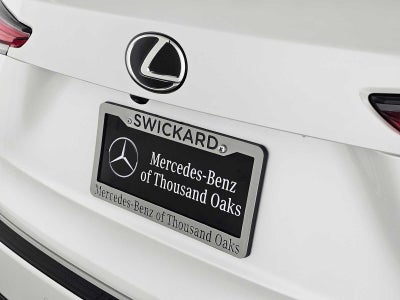 SWICKARD
Mercedes-Benz
of Thousand Oaks
Mercedes-Benz of Thousand Oaks